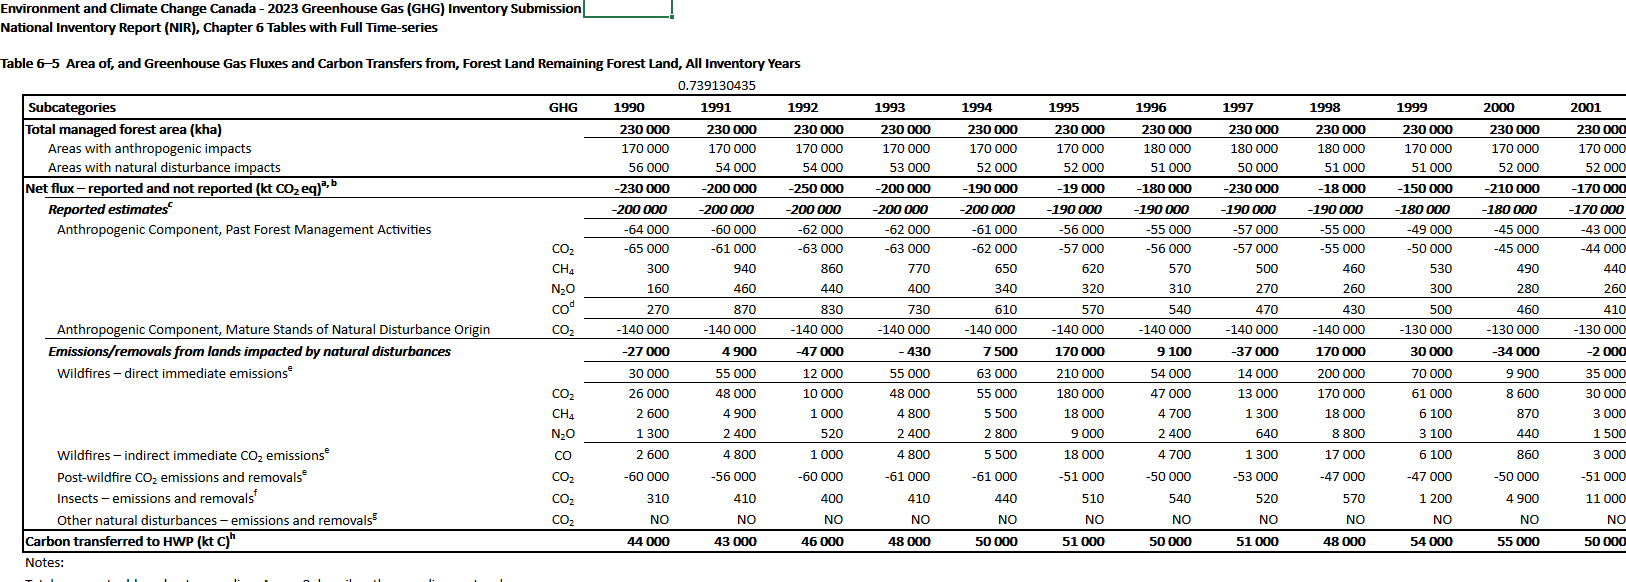 Environment and Climate Change Canada - 2023 Greenhouse Gas (GHG) Inventory Submission
National Inventory Report (NIR), Chapter 6 Tables with Full Time-series
Table 6–5 Area of, and Greenhouse Gas Fluxes and Carbon Transfers from, Forest Land Remaining Forest Land, All Inventory Years
0.739130435
Subcategories GHG 1990 1991 1992 1993 1994 1995 1996 1997 1998 1999 2000 2001
Total managed forest area (kha) 230 000 230 000 230 000 230 000 230 000 230 000 230 000 230 000 230 000 230 000 230 000 230 000
Areas with anthropogenic impacts 170 000 170 000 170 000 170 000 170 000 170 000 180 000 180 000 180 000 170 000 170 000 170 000
Areas with natural disturbance impacts 56 000 54 000 54 000 53 000 52 000 52 000 51 000 50 000 51 000 51 000 52 000 52 000
Net flux – reported and not reported (kt CO₂ eq)ᵃ,ᵇ -230 000 -200 000 -250 000 -200 000 -190 000 -19 000 -180 000 -230 000 -18 000 -150 000 -210 000 -170 000
Reported estimatesᶜ -200 000 -200 000 -200 000 -200 000 -200 000 -190 000 -190 000 -190 000 -190 000 -180 000 -180 000 -170 000
Anthropogenic Component, Past Forest Management Activities -64 000 -60 000 -62 000 -62 000 -61 000 -56 000 -55 000 -57 000 -55 000 -49 000 -45 000 -43 000
CO₂ -65 000 -61 000 -63 000 -63 000 -62 000 -57 000 -56 000 -57 000 -55 000 -50 000 -45 000 -44 000
CH₄ 300 940 860 770 650 620 570 500 460 530 490 440
N₂O 160 460 440 400 340 320 310 270 260 300 280 260
COᵈ 270 870 830 730 610 570 540 470 430 500 460 410
Anthropogenic Component, Mature Stands of Natural Disturbance Origin CO₂ -140 000 -140 000 -140 000 -140 000 -140 000 -140 000 -140 000 -140 000 -140 000 -130 000 -130 000 -130 000
Emissions/removals from lands impacted by natural disturbances -27 000 4 900 -47 000 - 430 7 500 170 000 9 100 -37 000 170 000 30 000 -34 000 -2 000
Wildfires – direct immediate emissionsᵉ 30 000 55 000 12 000 55 000 63 000 210 000 54 000 14 000 200 000 70 000 9 900 35 000
CO₂ 26 000 48 000 10 000 48 000 55 000 180 000 47 000 13 000 170 000 61 000 8 600 30 000
CH₄ 2 600 4 900 1 000 4 800 5 500 18 000 4 700 1 300 18 000 6 100 870 3 000
N₂O 1 300 2 400 520 2 400 2 800 9 000 2 400 640 8 800 3 100 440 1 500
Wildfires – indirect immediate CO₂ emissionsᵉ CO 2 600 4 800 1 000 4 800 5 500 18 000 4 700 1 300 17 000 6 100 860 3 000
Post-wildfire CO₂ emissions and removalsᵉ CO₂ -60 000 -56 000 -60 000 -61 000 -61 000 -51 000 -50 000 -53 000 -47 000 -47 000 -50 000 -51 000
Insects – emissions and removalsᶠ CO₂ 310 410 400 410 440 510 540 520 570 1 200 4 900 11 000
Other natural disturbances – emissions and removalsᵍ CO₂ NO NO NO NO NO NO NO NO NO NO NO NO
Carbon transferred to HWP (kt C)ʰ 44 000 43 000 46 000 48 000 50 000 51 000 50 000 51 000 48 000 54 000 55 000 50 000
Notes: